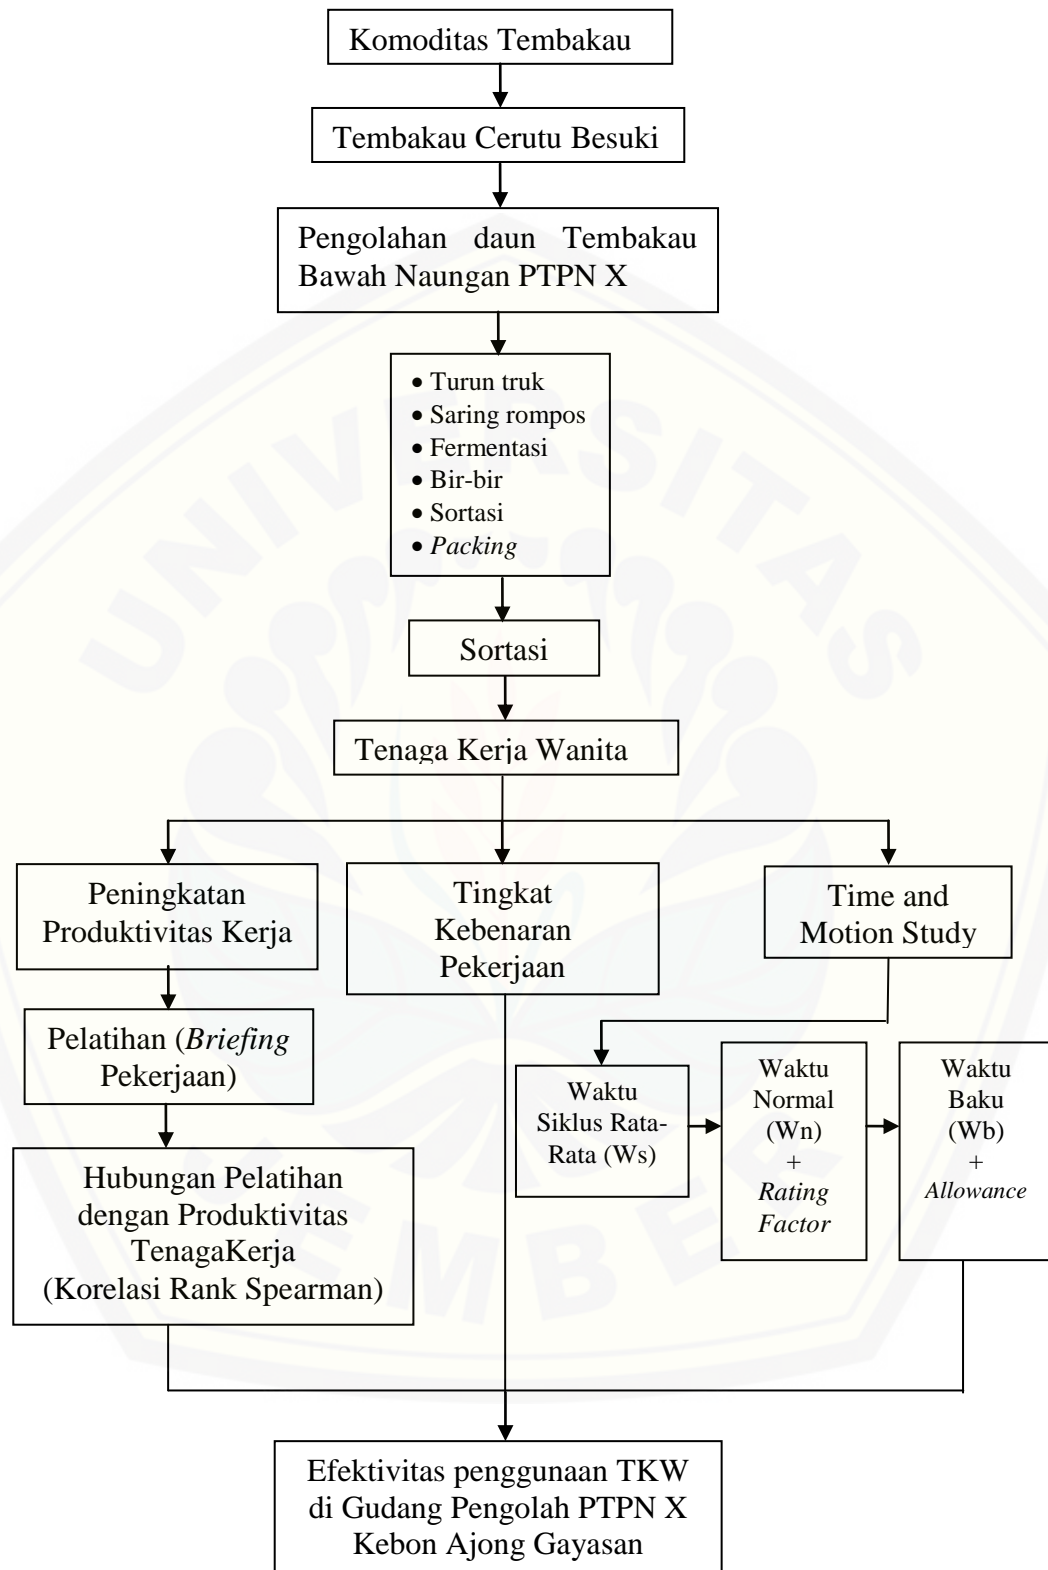 Komoditas Tembakau
Tembakau Cerutu Besuki
Pengolahan daun Tembakau
Bawah Naungan PTPN X
• Turun truk
• Saring rompos
• Fermentasi
• Bir-bir
• Sortasi
• Packing
Sortasi
Tenaga Kerja Wanita
Peningkatan
Produktivitas Kerja
Tingkat
Kebenaran
Pekerjaan
Time and
Motion Study
Pelatihan (Briefing
Pekerjaan)
Waktu
Siklus Rata-
Rata (Ws)
Waktu
Normal
(Wn)
+
Rating
Factor
Waktu
Baku
(Wb)
+
Allowance
Hubungan Pelatihan
dengan Produktivitas
TenagaKerja
(Korelasi Rank Spearman)
Efektivitas penggunaan TKW
di Gudang Pengolah PTPN X
Kebon Ajong Gayasan
UNIVERSITAS
JEMBER